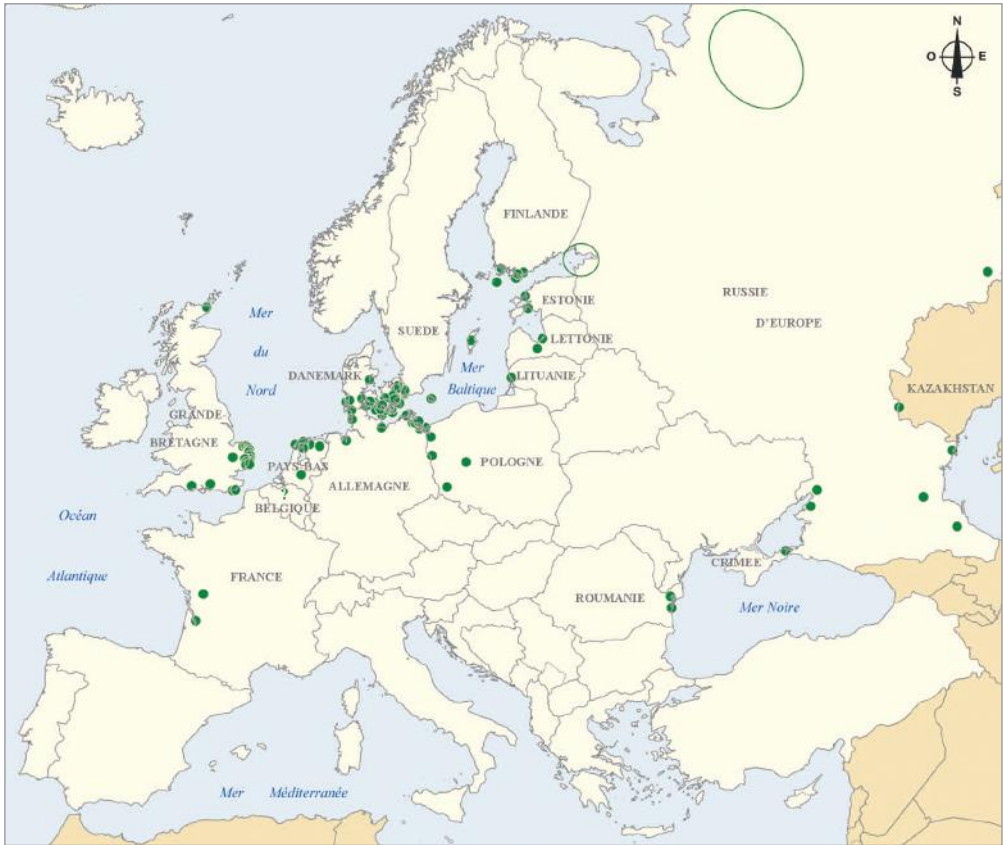 N
O E
S
FINLANDE
RUSSIE
D'EUROPE
ESTONIE
SUEDE
LETTONIE
Mer
du
Nord
DANEMARK
Mer
Baltique
LITUANIE
KAZAKHSTAN
GRANDE
BRETAGNE
PAYS-BAS
POLOGNE
ALLEMAGNE
?
BELGIQUE
Océan
Atlantique
CRIMEE
FRANCE
ROUMANIE
Mer Noire
Mer Méditerranée